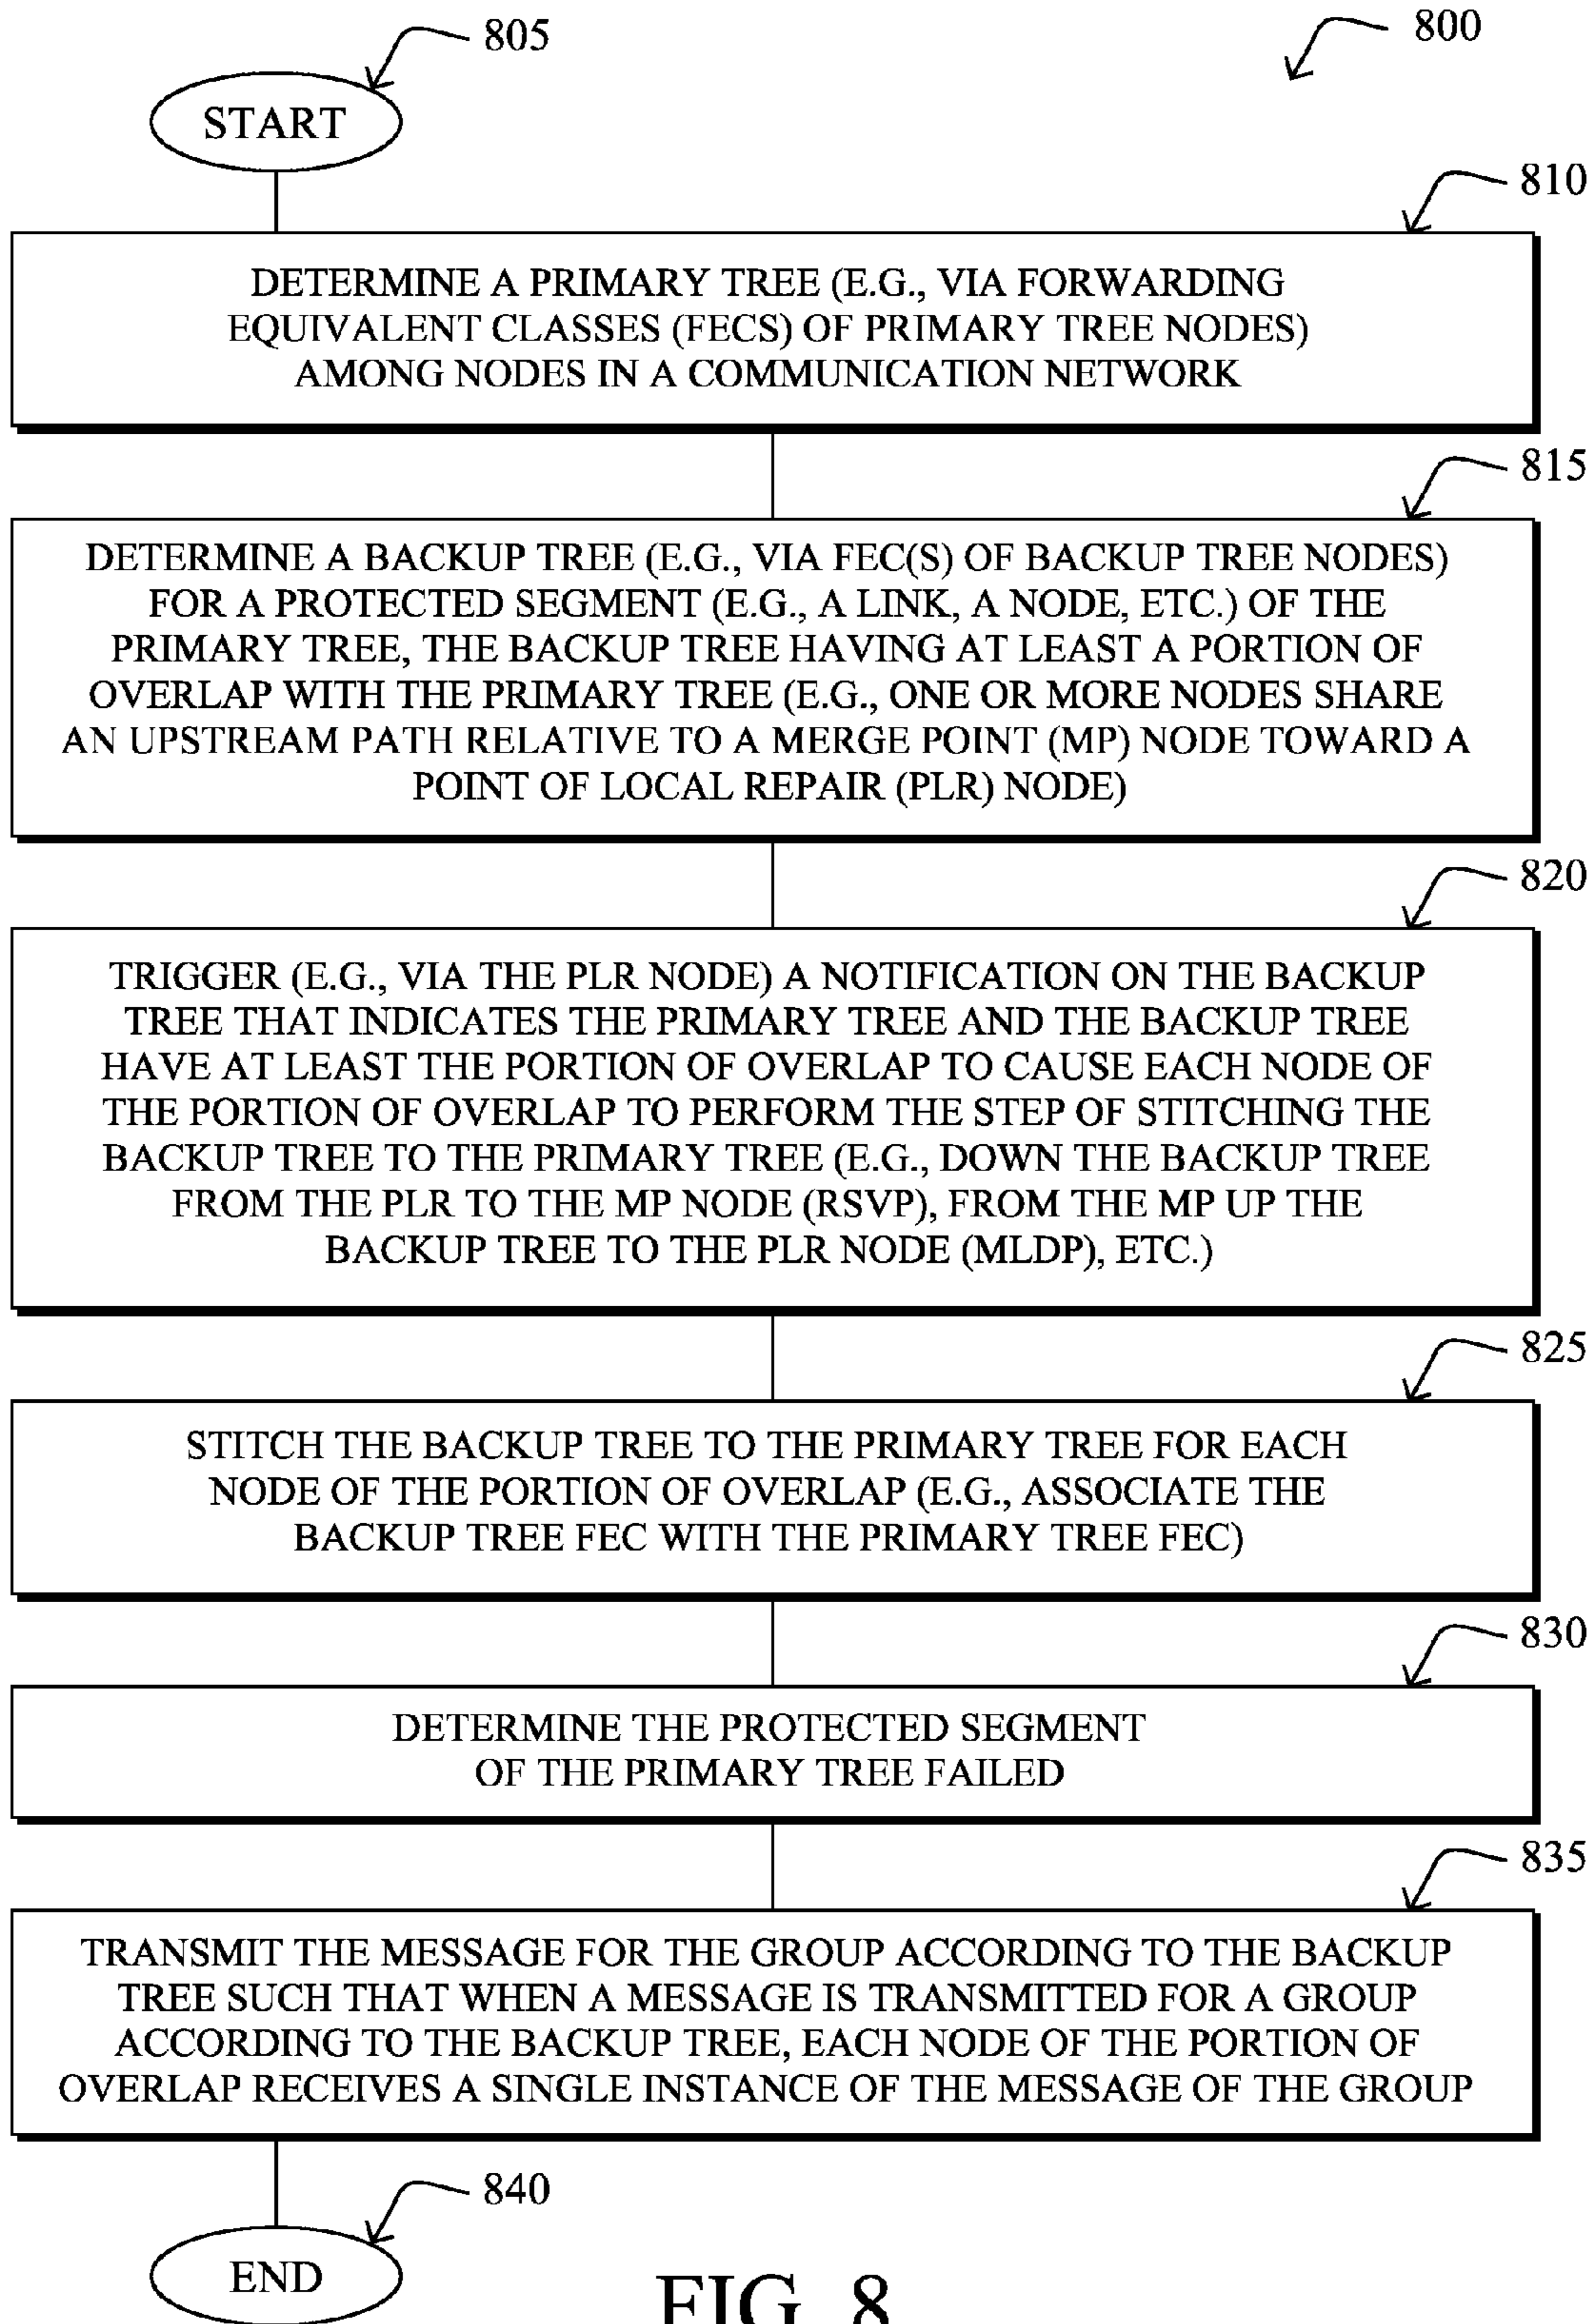 805
800
START
810
DETERMINE A PRIMARY TREE (E.G., VIA FORWARDING
EQUIVALENT CLASSES (FECS) OF PRIMARY TREE NODES)
AMONG NODES IN A COMMUNICATION NETWORK
815
DETERMINE A BACKUP TREE (E.G., VIA FEC(S) OF BACKUP TREE NODES)
FOR A PROTECTED SEGMENT (E.G., A LINK, A NODE, ETC.) OF THE
PRIMARY TREE, THE BACKUP TREE HAVING AT LEAST A PORTION OF
OVERLAP WITH THE PRIMARY TREE (E.G., ONE OR MORE NODES SHARE
AN UPSTREAM PATH RELATIVE TO A MERGE POINT (MP) NODE TOWARD A
POINT OF LOCAL REPAIR (PLR) NODE)
820
TRIGGER (E.G., VIA THE PLR NODE) A NOTIFICATION ON THE BACKUP
TREE THAT INDICATES THE PRIMARY TREE AND THE BACKUP TREE
HAVE AT LEAST THE PORTION OF OVERLAP TO CAUSE EACH NODE OF
THE PORTION OF OVERLAP TO PERFORM THE STEP OF STITCHING THE
BACKUP TREE TO THE PRIMARY TREE (E.G., DOWN THE BACKUP TREE
FROM THE PLR TO THE MP NODE (RSVP), FROM THE MP UP THE
BACKUP TREE TO THE PLR NODE (MLDP), ETC.)
825
STITCH THE BACKUP TREE TO THE PRIMARY TREE FOR EACH
NODE OF THE PORTION OF OVERLAP (E.G., ASSOCIATE THE
BACKUP TREE FEC WITH THE PRIMARY TREE FEC)
830
DETERMINE THE PROTECTED SEGMENT
OF THE PRIMARY TREE FAILED
835
TRANSMIT THE MESSAGE FOR THE GROUP ACCORDING TO THE BACKUP
TREE SUCH THAT WHEN A MESSAGE IS TRANSMITTED FOR A GROUP
ACCORDING TO THE BACKUP TREE, EACH NODE OF THE PORTION OF
OVERLAP RECEIVES A SINGLE INSTANCE OF THE MESSAGE OF THE GROUP
840
END
FIG. 8